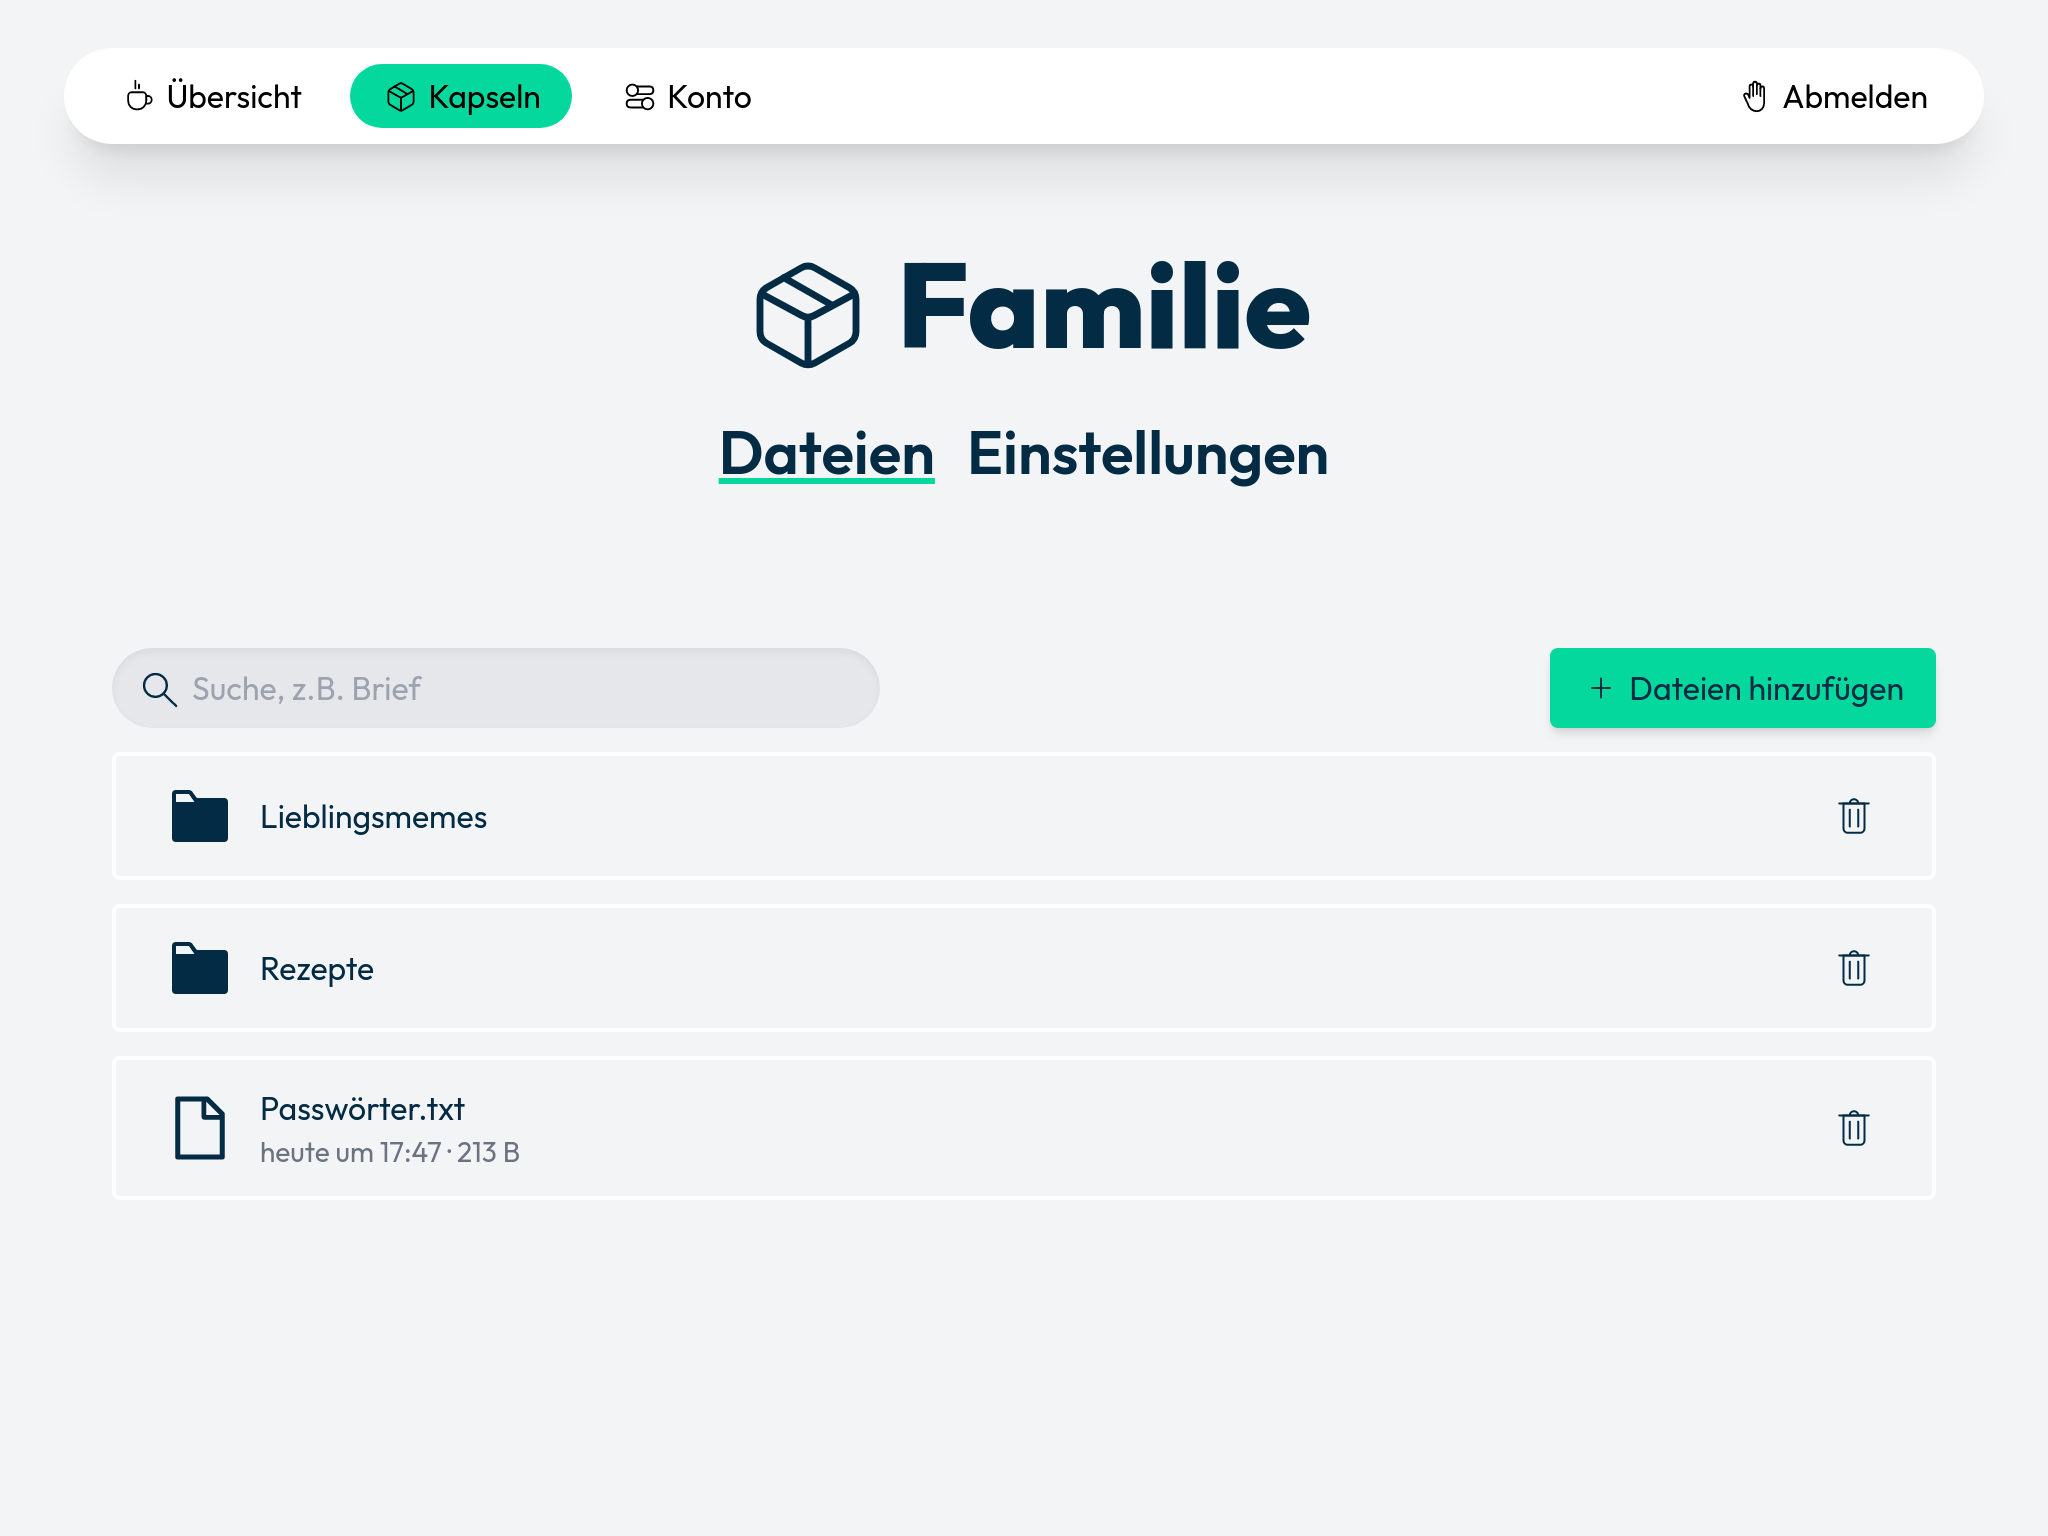 Übersicht
Kapseln
Konto
Abmelden
Familie
Dateien Einstellungen
Suche, z.B. Brief
Dateien hinzufügen
Lieblingsmemes
Rezepte
Passwörter.txt
heute um 17:47 · 213 B